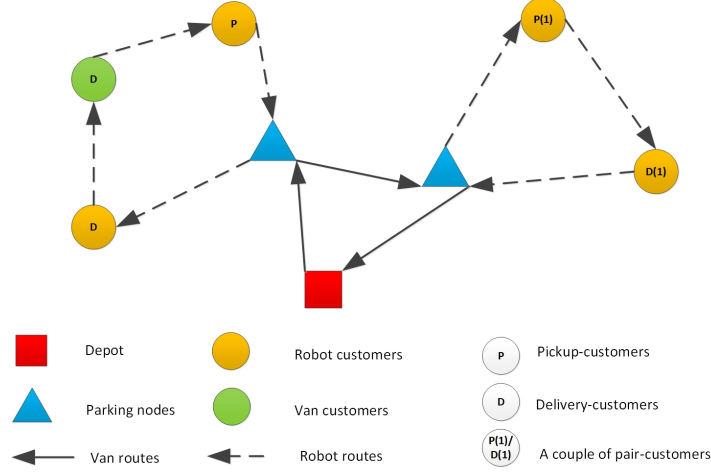 P
P(1)
D
D(1)
D
Depot
Robot customers
P
Pickup-customers
Parking nodes
Van customers
D
Delivery-customers
Van routes
Robot routes
P(1)/
D(1)
A couple of pair-customers